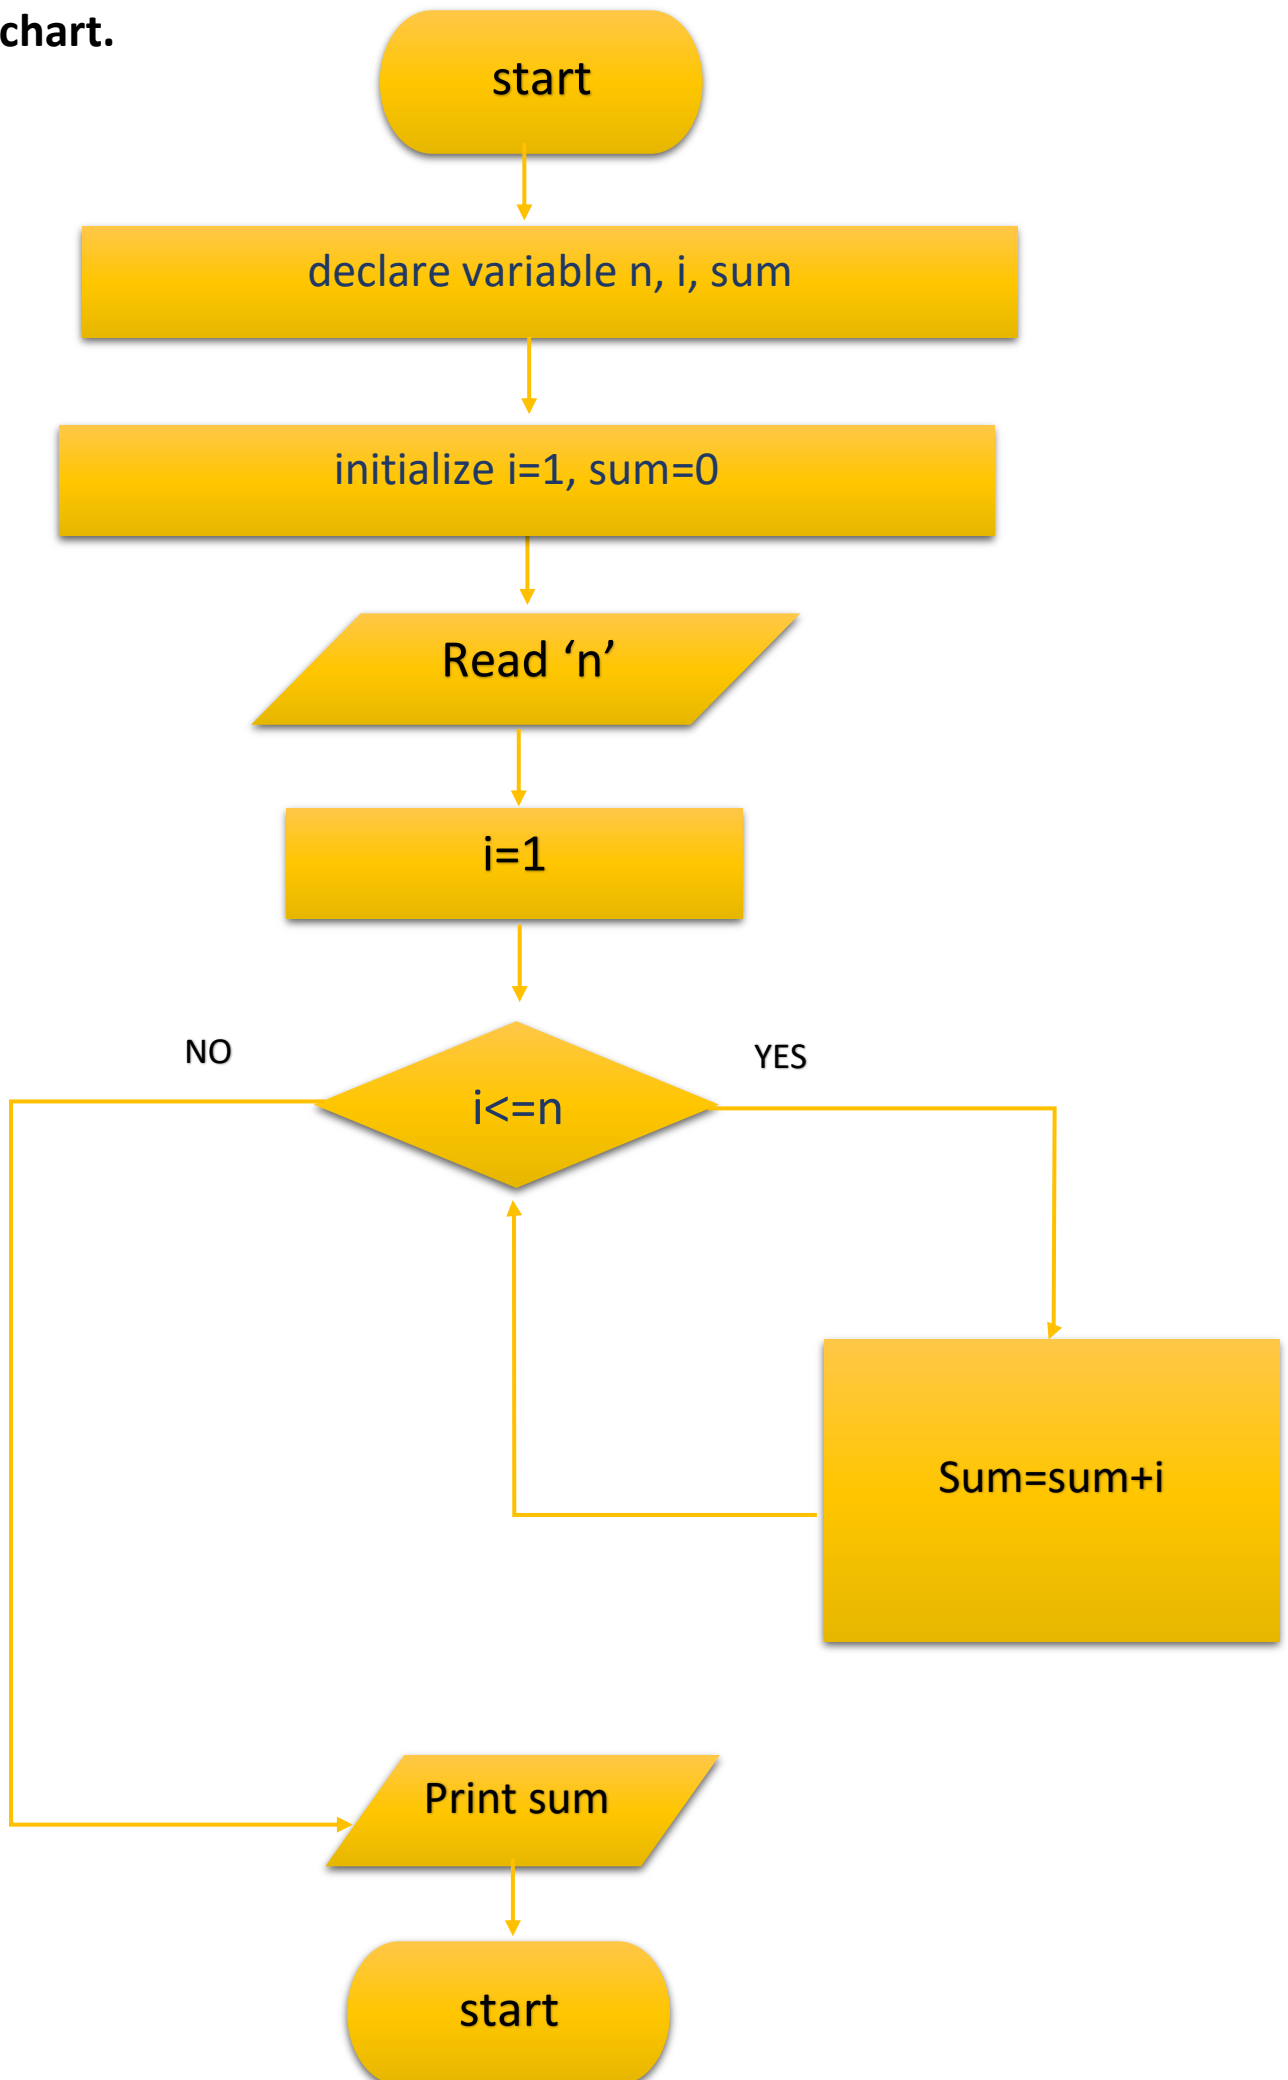 chart.
start
declare variable n, i, sum
initialize i=1, sum=0
Read ‘n’
i=1
NO
YES
i<=n
Sum=sum+i
Print sum
start